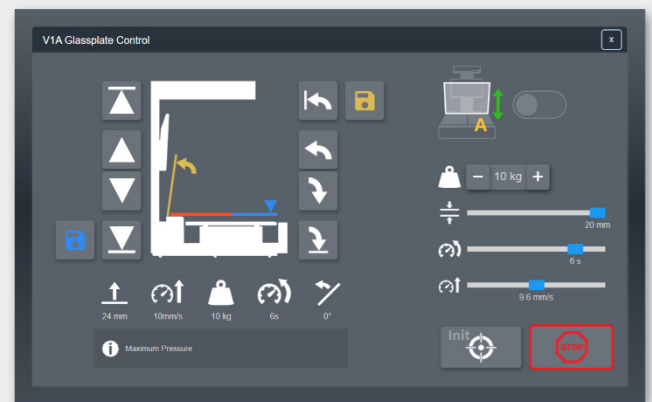 V1A Glassplate Control
x
A
10 kg
20 mm
6 s
9.6 mm/s
24 mm
10mm/s
10 kg
6s
0°
Maximum Pressure
Init
STOP